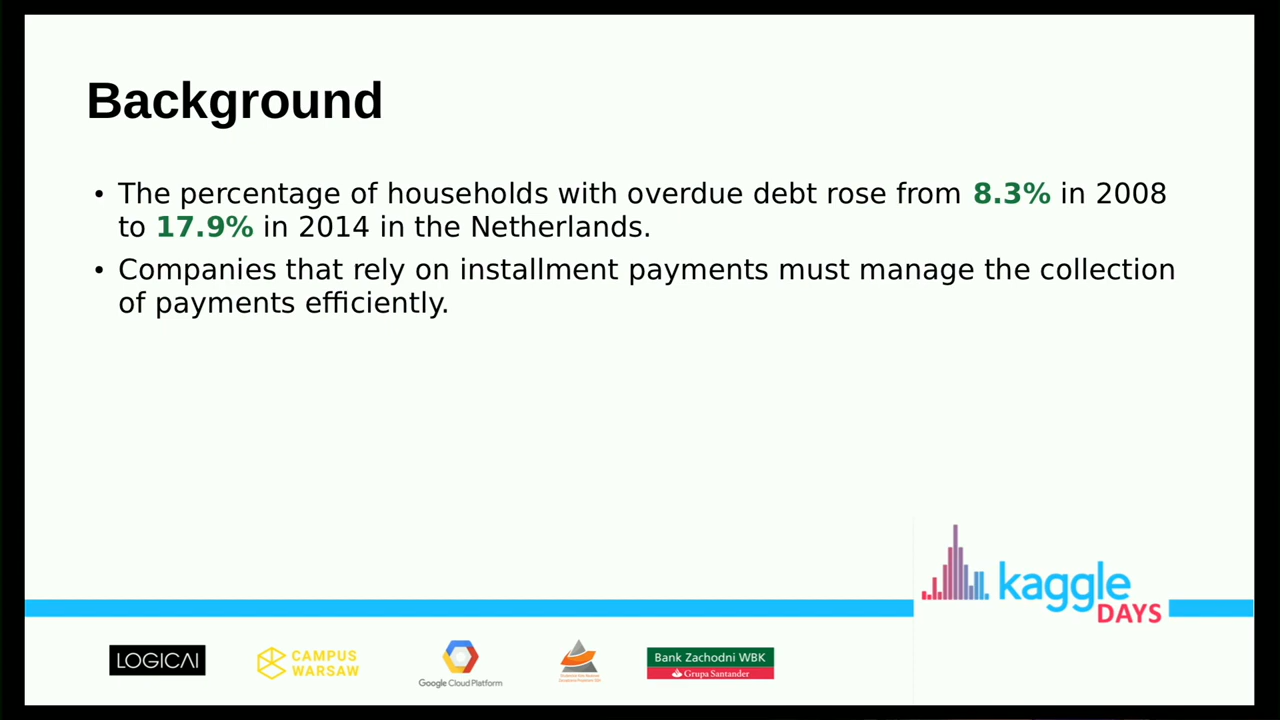 Background
• The percentage of households with overdue debt rose from 8.3% in 2008
to 17.9% in 2014 in the Netherlands.
• Companies that rely on installment payments must manage the collection
of payments efficiently.
kaggle
DAYS
LOGICAI
CAMPUS
WARSAW
Google Cloud Platform
Bank Zachodni WBK
Grupa Santander